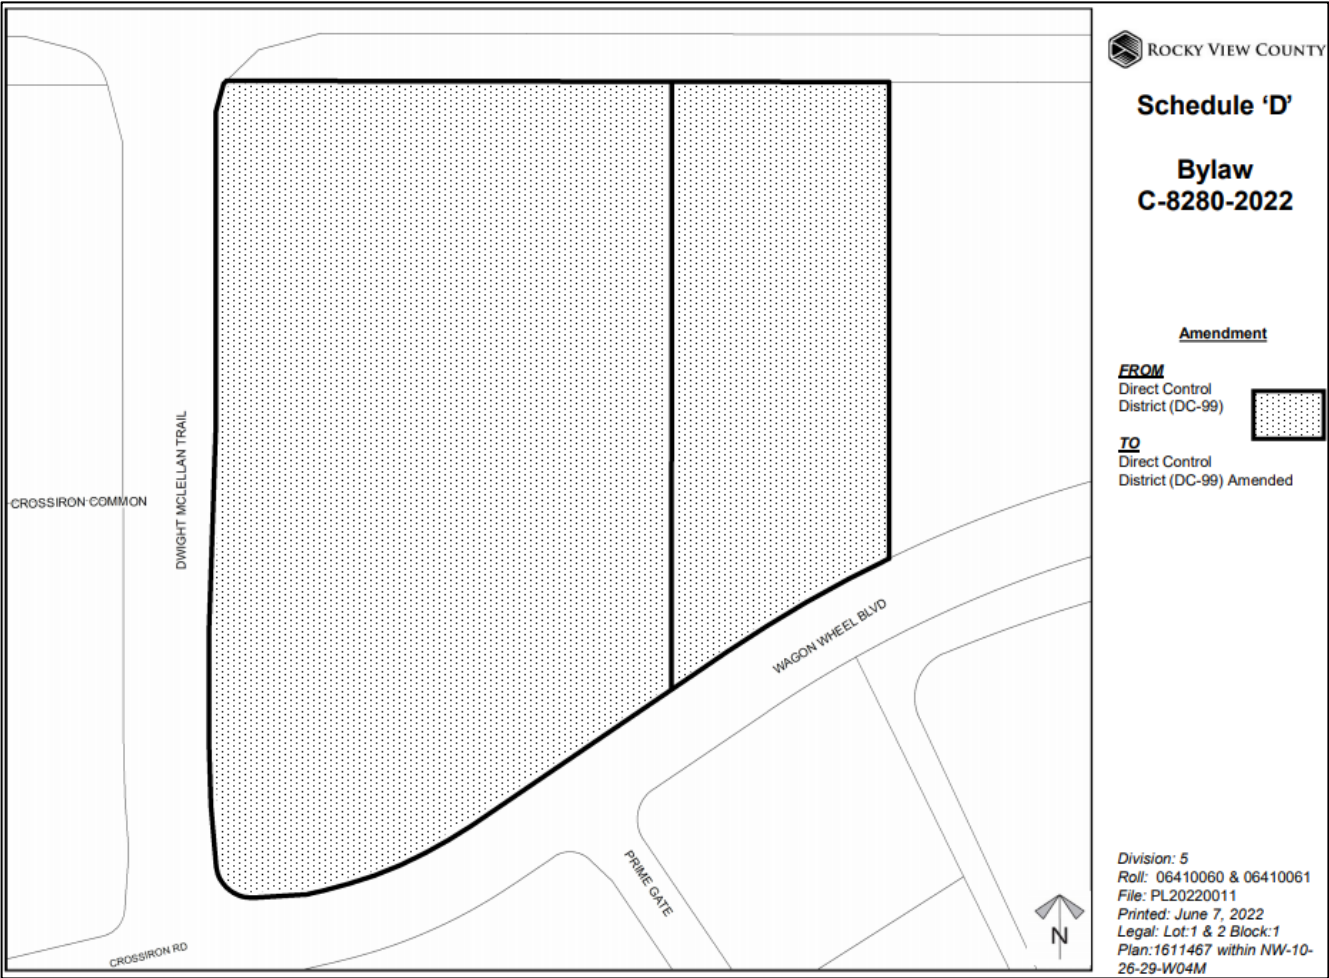 ROCKY VIEW COUNTY
Schedule ‘D’
Bylaw
C-8280-2022
Amendment
FROM
Direct Control
District (DC-99)
TO
Direct Control
District (DC-99) Amended
DWIGHT MCLELLAN TRAIL
CROSSIRON COMMON
WAGON WHEEL BLVD
PRIME GATE
CROSSIRON RD
N
Division: 5
Roll: 06410060 & 06410061
File: PL20220011
Printed: June 7, 2022
Legal: Lot:1 & 2 Block:1
Plan:1611467 within NW-10-
26-29-W04M